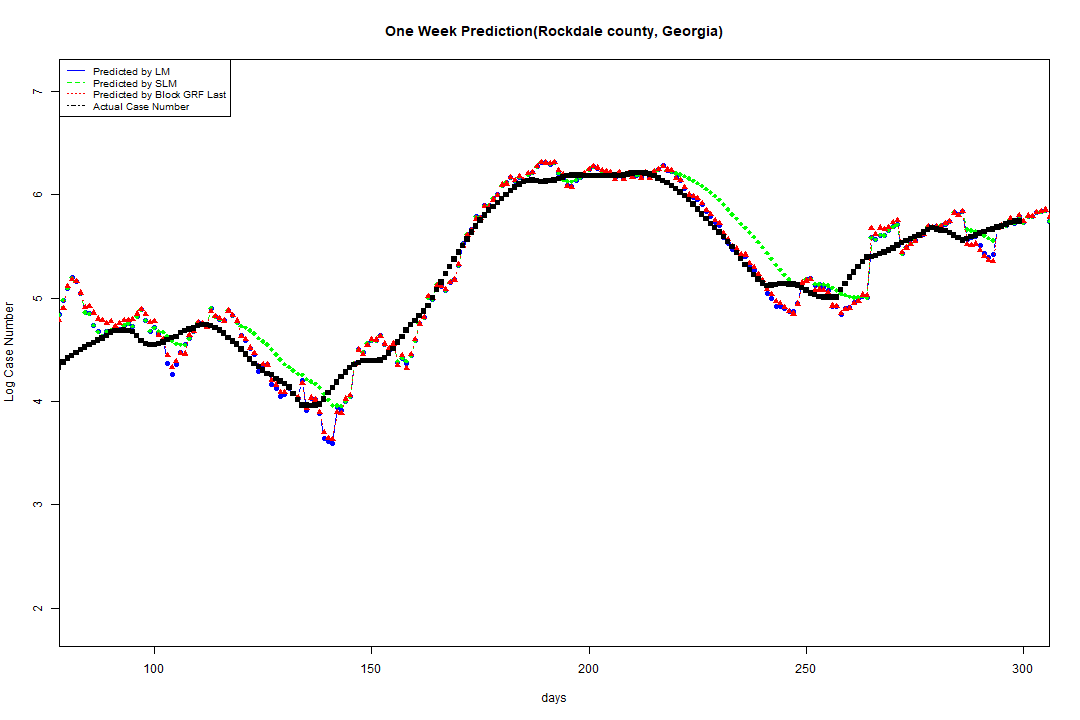 One Week Prediction(Rockdale county, Georgia)
Predicted by LM
Predicted by SLM
Predicted by Block GRF Last
Actual Case Number
7
6
5
4
3
2
Log Case Number
100 150 200 250 300
days